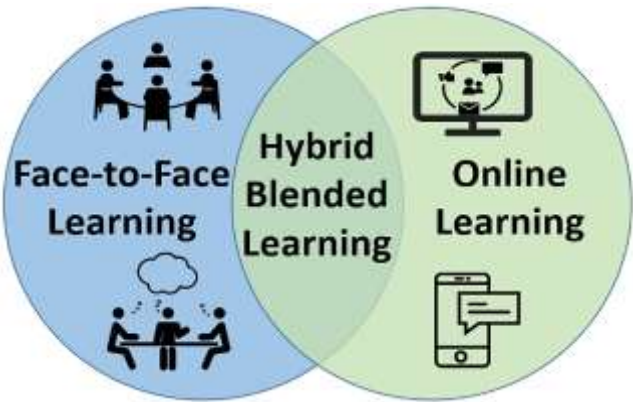 Face-to-Face
Learning
Hybrid
Blended
Learning
Online
Learning